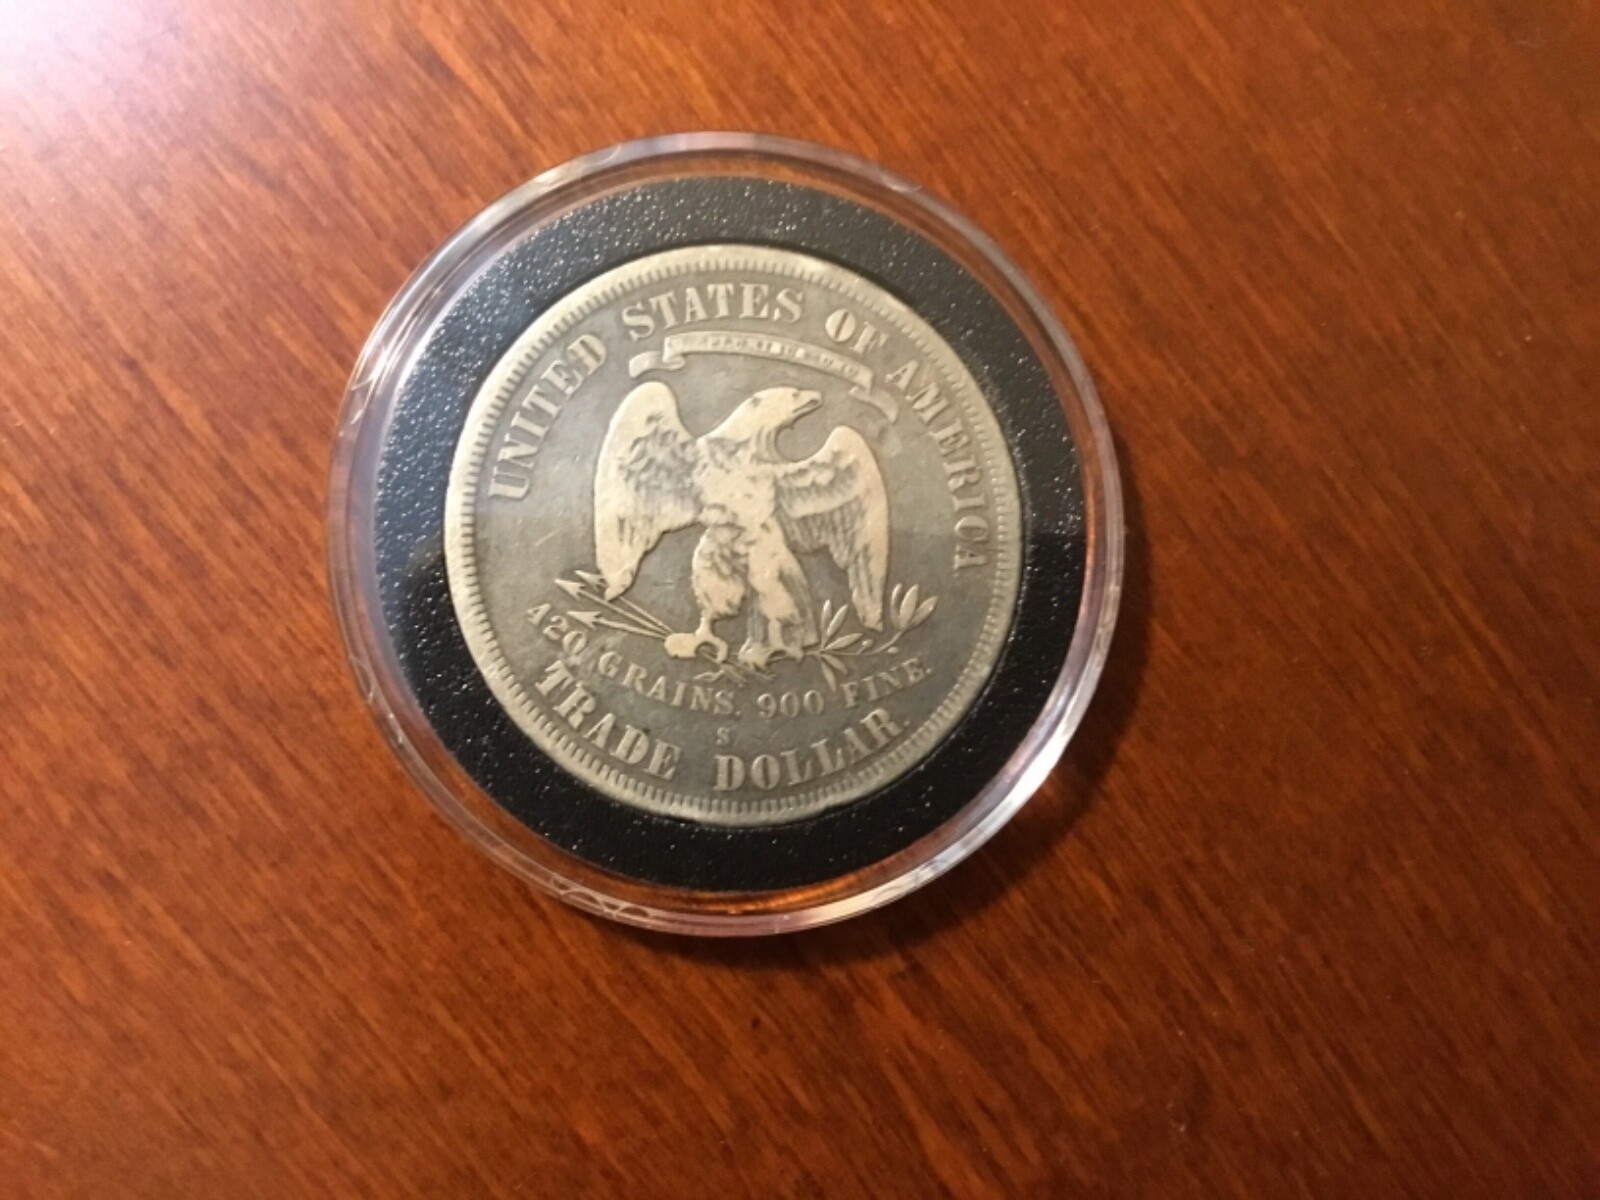 UNITED STATES OF AMERICA
420 GRAINS. 900 FINE.
S
TRADE DOLLAR.